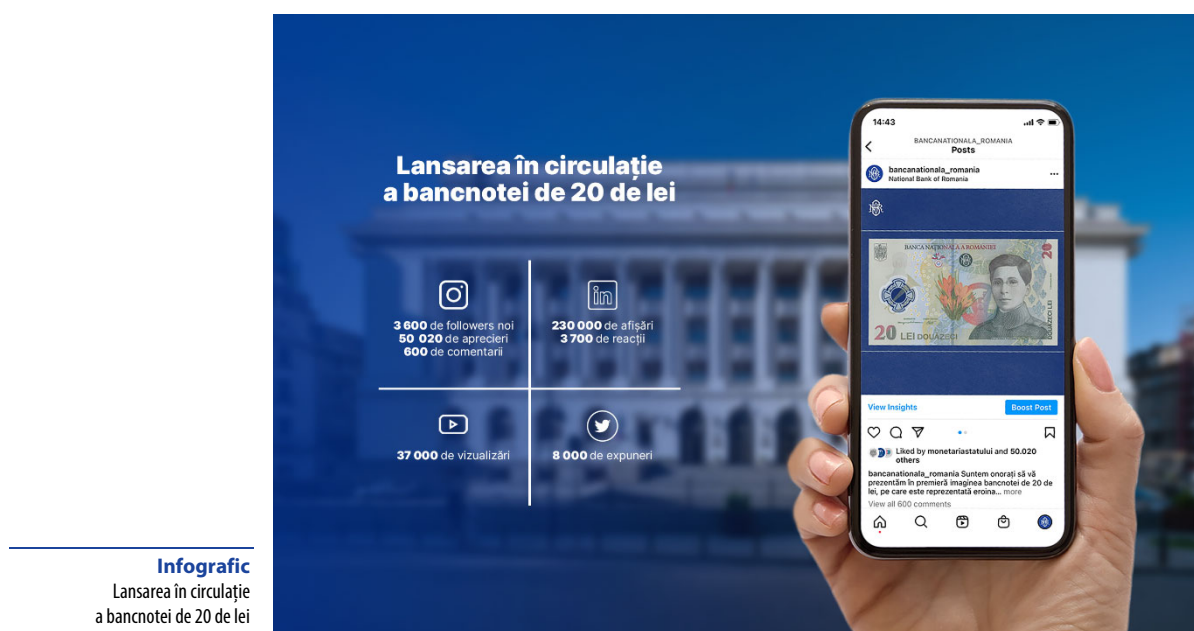 Lansarea în circulație
a bancnotei de 20 de lei
3 600 de followers noi
50 020 de aprecieri
600 de comentarii
in
230 000 de afișări
3 700 de reacții
37 000 de vizualizări
8 000 de expuneri
14:43
BANCANATIONALA_ROMANIA
Posts
bancanationala_romania
National Bank of Romania
BANCA NAȚIONALĂ A ROMÂNIEI
20
DOUĂZECI LEI
20 LEI DOUĂZECI
View Insights
Boost Post
Liked by monetariastatului and 50.020
others
bancanationala_romania Suntem onorați să vă
prezentăm în premieră imaginea bancnotei de 20 de
lei, pe care este reprezentată eroina... more
View all 600 comments
Infografic
Lansarea în circulație
a bancnotei de 20 de lei